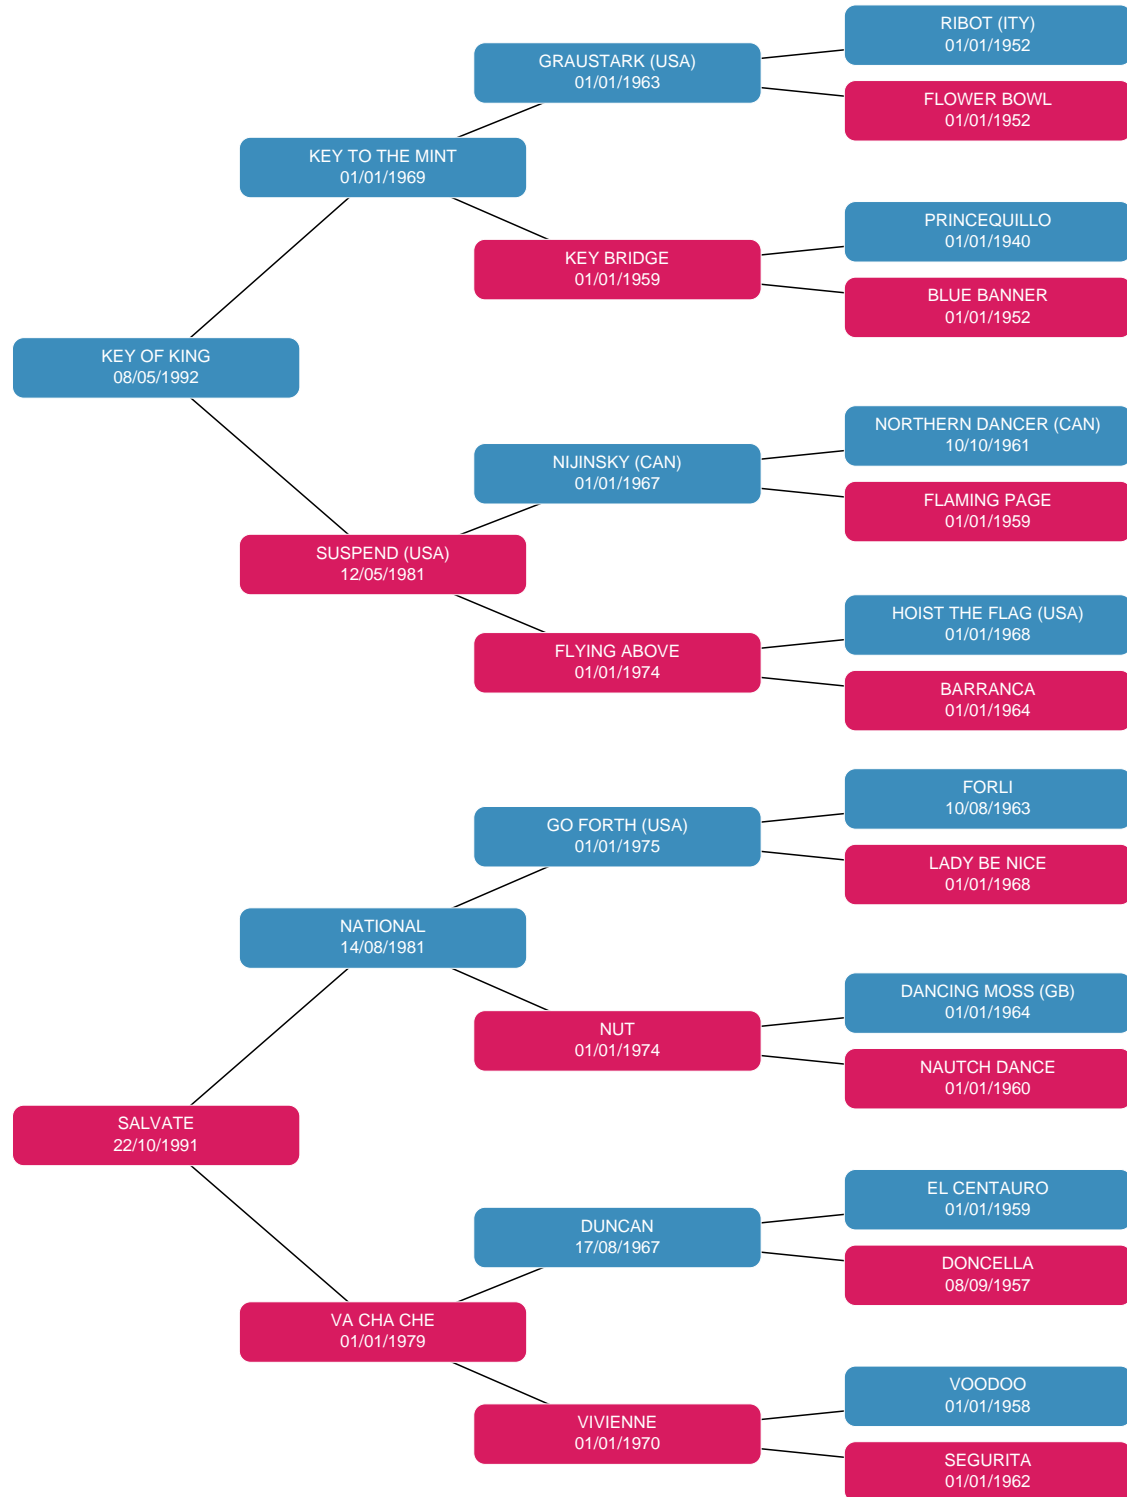 RIBOT (ITY)
01/01/1952
GRAUSTARK (USA)
01/01/1963
FLOWER BOWL
01/01/1952
KEY TO THE MINT
01/01/1969
PRINCEQUILLO
01/01/1940
KEY BRIDGE
01/01/1959
BLUE BANNER
01/01/1952
KEY OF KING
08/05/1992
NORTHERN DANCER (CAN)
10/10/1961
NIJINSKY (CAN)
01/01/1967
FLAMING PAGE
01/01/1959
SUSPEND (USA)
12/05/1981
HOIST THE FLAG (USA)
01/01/1968
FLYING ABOVE
01/01/1974
BARRANCA
01/01/1964
FORLI
10/08/1963
GO FORTH (USA)
01/01/1975
LADY BE NICE
01/01/1968
NATIONAL
14/08/1981
DANCING MOSS (GB)
01/01/1964
NUT
01/01/1974
NAUTCH DANCE
01/01/1960
SALVATE
22/10/1991
EL CENTAURO
01/01/1959
DUNCAN
17/08/1967
DONCELLA
08/09/1957
VA CHA CHE
01/01/1979
VOODOO
01/01/1958
VIVIENNE
01/01/1970
SEGURITA
01/01/1962